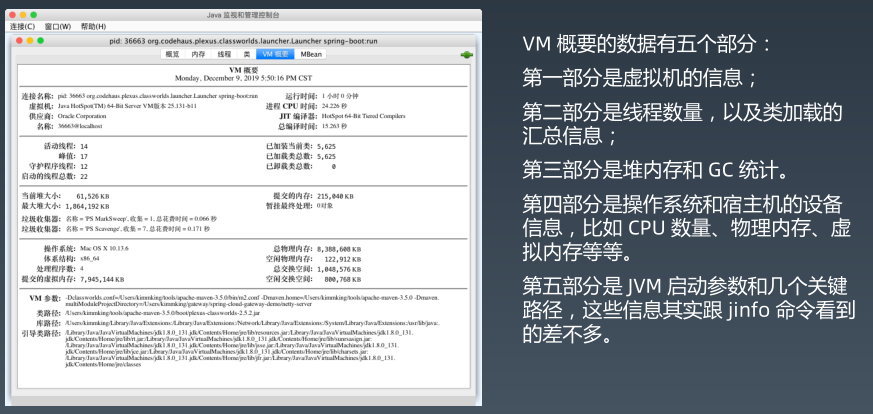 Java 监视和管理控制台
连接(C) 窗口(W) 帮助(H)
pid: 36663 org.codehaus.plexus.classworlds.launcher.Launcher spring-boot:run
概览 内存 线程 类 VM 概要 MBean
VM 概要
Monday, December 9, 2019 5:50:16 PM CST
连接名称: pid: 36663 org.codehaus.plexus.classworlds.launcher.Launcher spring-boot:run 运行时间: 1 小时 0 分钟
虚拟机: Java HotSpot(TM) 64-Bit Server VM版本 25.131-b11 进程 CPU 时间: 24.226 秒
供应商: Oracle Corporation JIT 编译器: HotSpot 64-Bit Tiered Compilers
名称: 36663@localhost 总编译时间: 15.263 秒
活动线程: 14 已加装当前类: 5,625
峰值: 17 已加载类总数: 5,625
守护程序线程: 12 已卸载类总数: 0
启动的线程总数: 22
当前堆大小: 61,526 KB 提交的内存: 215,040 KB
最大堆大小: 1,864,192 KB 暂挂最终处理: 0对象
垃圾收集器: 名称 = 'PS MarkSweep', 收集 = 1, 总花费时间 = 0.066 秒
垃圾收集器: 名称 = 'PS Scavenge', 收集 = 7, 总花费时间 = 0.171 秒
操作系统: Mac OS X 10.13.6 总物理内存: 8,388,608 KB
体系结构: x86_64 空闲物理内存: 122,912 KB
处理程序数: 4 总交换空间: 1,048,576 KB
提交的虚拟内存: 7,945,144 KB 空闲交换空间: 800,768 KB
VM 参数: -Dclassworlds.conf=/Users/kimmking/tools/apache-maven-3.5.0/bin/m2.conf -Dmaven.home=/Users/kimmking/tools/apache-maven-3.5.0 -Dmaven.
multiModuleProjectDirectory=/Users/kimmking/gateway/spring-cloud-gateway-demo/netty-server
类路径: /Users/kimmking/tools/apache-maven-3.5.0/boot/plexus-classworlds-2.5.2.jar
库路径: /Users/kimmking/Library/Java/Extensions:/Library/Java/Extensions:/Network/Library/Java/Extensions:/System/Library/Java/Extensions:/usr/lib/java:.
引导类路径: /Library/Java/JavaVirtualMachines/jdk1.8.0_131.jdk/Contents/Home/jre/lib/resources.jar:/Library/Java/JavaVirtualMachines/jdk1.8.0_131.
jdk/Contents/Home/jre/lib/rt.jar:/Library/Java/JavaVirtualMachines/jdk1.8.0_131.jdk/Contents/Home/jre/lib/sunrsasign.jar:
/Library/Java/JavaVirtualMachines/jdk1.8.0_131.jdk/Contents/Home/jre/lib/jsse.jar:/Library/Java/JavaVirtualMachines/jdk1.8.0_131.
jdk/Contents/Home/jre/lib/jce.jar:/Library/Java/JavaVirtualMachines/jdk1.8.0_131.jdk/Contents/Home/jre/lib/charsets.jar:
/Library/Java/JavaVirtualMachines/jdk1.8.0_131.jdk/Contents/Home/jre/lib/jfr.jar:/Library/Java/JavaVirtualMachines/jdk1.8.0_131.
jdk/Contents/Home/jre/classes
VM 概要的数据有五个部分：
第一部分是虚拟机的信息；
第二部分是线程数量，以及类加载的
汇总信息；
第三部分是堆内存和 GC 统计。
第四部分是操作系统和宿主机的设备
信息，比如 CPU 数量、物理内存、虚
拟内存等等。
第五部分是 JVM 启动参数和几个关键
路径，这些信息其实跟 jinfo 命令看到
的差不多。